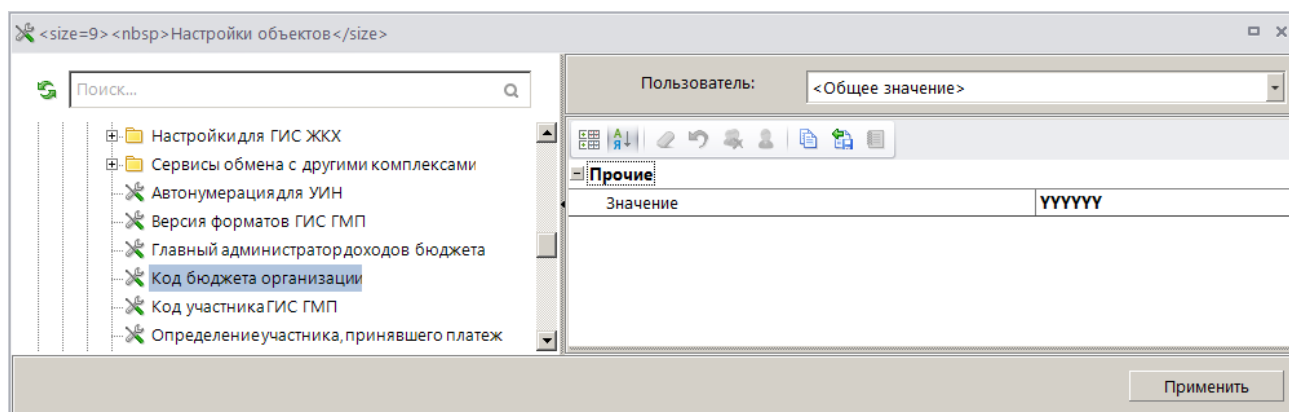 <size=9><nbsp>Настройки объектов</size>
Поиск...
Пользователь:
<Общее значение>
Настройки для ГИС ЖКХ
Сервисы обмена с другими комплексами
Автонумерация для УИН
Версия форматов ГИС ГМП
Главный администратор доходов бюджета
Код бюджета организации
Код участника ГИС ГМП
Определение участника, принявшего платеж
А
Я
Прочие
Значение
YYYYYY
Применить